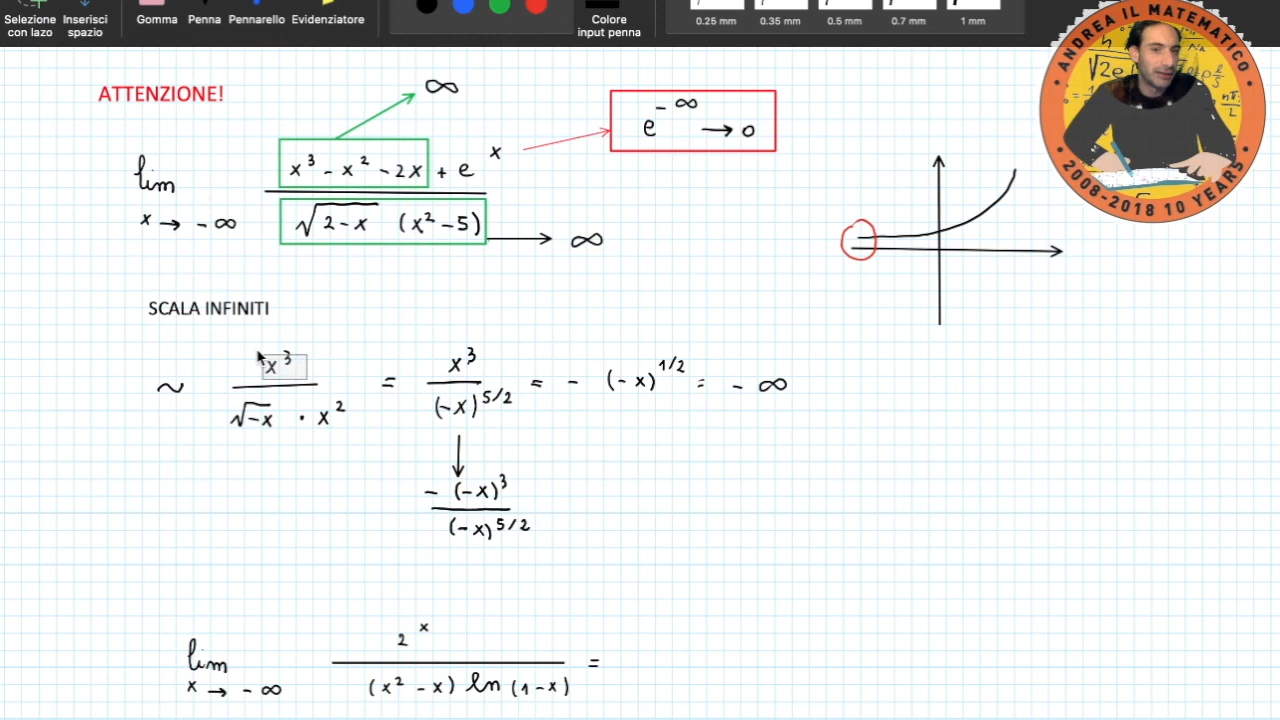 Selezione con lazo
Inserisci spazio
Gomma Penna Pennarello Evidenziatore
Colore input penna
0.25 mm 0.35 mm 0.5 mm 0.7 mm 1 mm
ANDREA IL MATEMATICO
2008-2018 10 YEARS
ATTENZIONE!
∞
e^{-∞} → 0
lim x → -∞ (x³ - x² - 2x + e^x) / (√(2-x) (x² - 5)) → ∞
SCALA INFINITI
~ x³ / (√-x · x²) = x³ / (-x)^{5/2} = - (-x)^{1/2} = - ∞
↓
- (-x)³ / (-x)^{5/2}
lim x → -∞ 2^x / ((x² - x) ln (1-x)) =